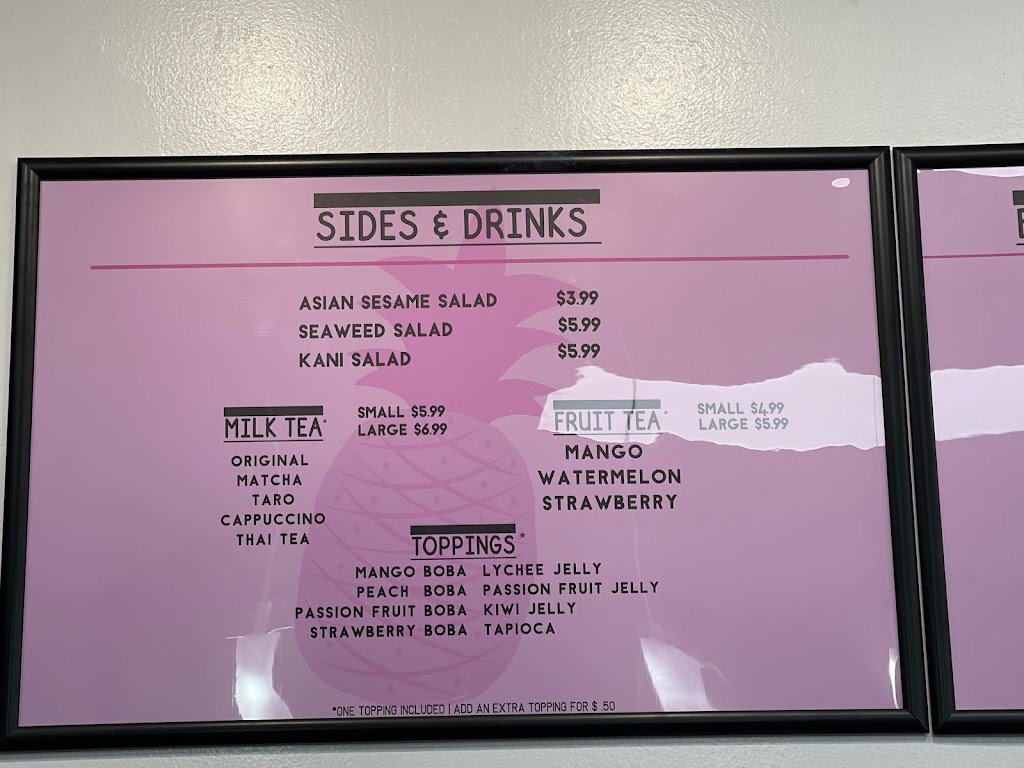 SIDES & DRINKS
ASIAN SESAME SALAD $3.99
SEAWEED SALAD $5.99
KANI SALAD $5.99
MILK TEA*
SMALL $5.99
LARGE $6.99
ORIGINAL
MATCHA
TARO
CAPPUCCINO
THAI TEA
FRUIT TEA*
SMALL $4.99
LARGE $5.99
MANGO
WATERMELON
STRAWBERRY
TOPPINGS*
MANGO BOBA LYCHEE JELLY
PEACH BOBA PASSION FRUIT JELLY
PASSION FRUIT BOBA KIWI JELLY
STRAWBERRY BOBA TAPIOCA
*ONE TOPPING INCLUDED | ADD AN EXTRA TOPPING FOR $ .50